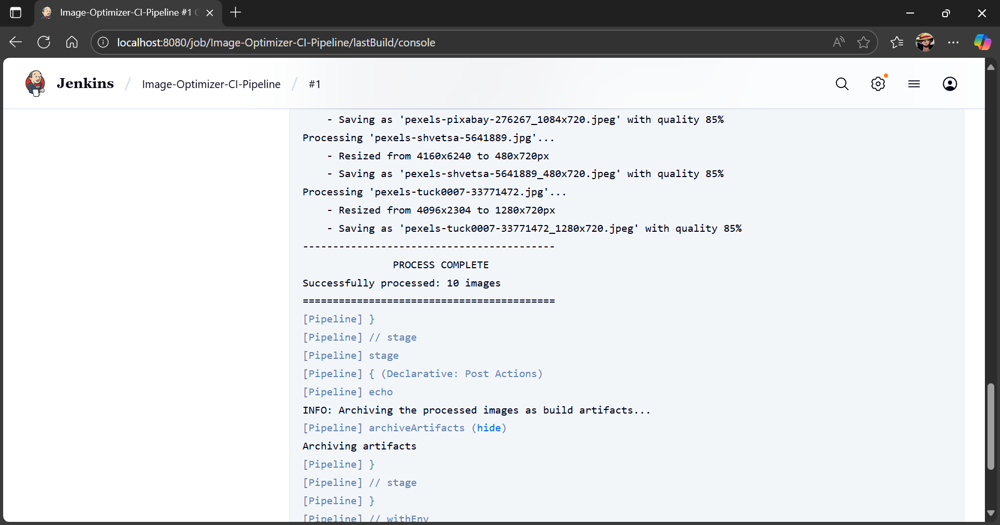 Image-Optimizer-CI-Pipeline #1
localhost:8080/job/Image-Optimizer-CI-Pipeline/lastBuild/console
Jenkins / Image-Optimizer-CI-Pipeline / #1
- Saving as 'pexels-pixabay-276267_1084x720.jpeg' with quality 85%
Processing 'pexels-shvetsa-5641889.jpg'...
- Resized from 4160x6240 to 480x720px
- Saving as 'pexels-shvetsa-5641889_480x720.jpeg' with quality 85%
Processing 'pexels-tuck0007-33771472.jpg'...
- Resized from 4096x2304 to 1280x720px
- Saving as 'pexels-tuck0007-33771472_1280x720.jpeg' with quality 85%
------------------------------------------
PROCESS COMPLETE
Successfully processed: 10 images
==========================================
[Pipeline] }
[Pipeline] // stage
[Pipeline] stage
[Pipeline] { (Declarative: Post Actions)
[Pipeline] echo
INFO: Archiving the processed images as build artifacts...
[Pipeline] archiveArtifacts (hide)
Archiving artifacts
[Pipeline] }
[Pipeline] // stage
[Pipeline] }
[Pipeline] // withEnv